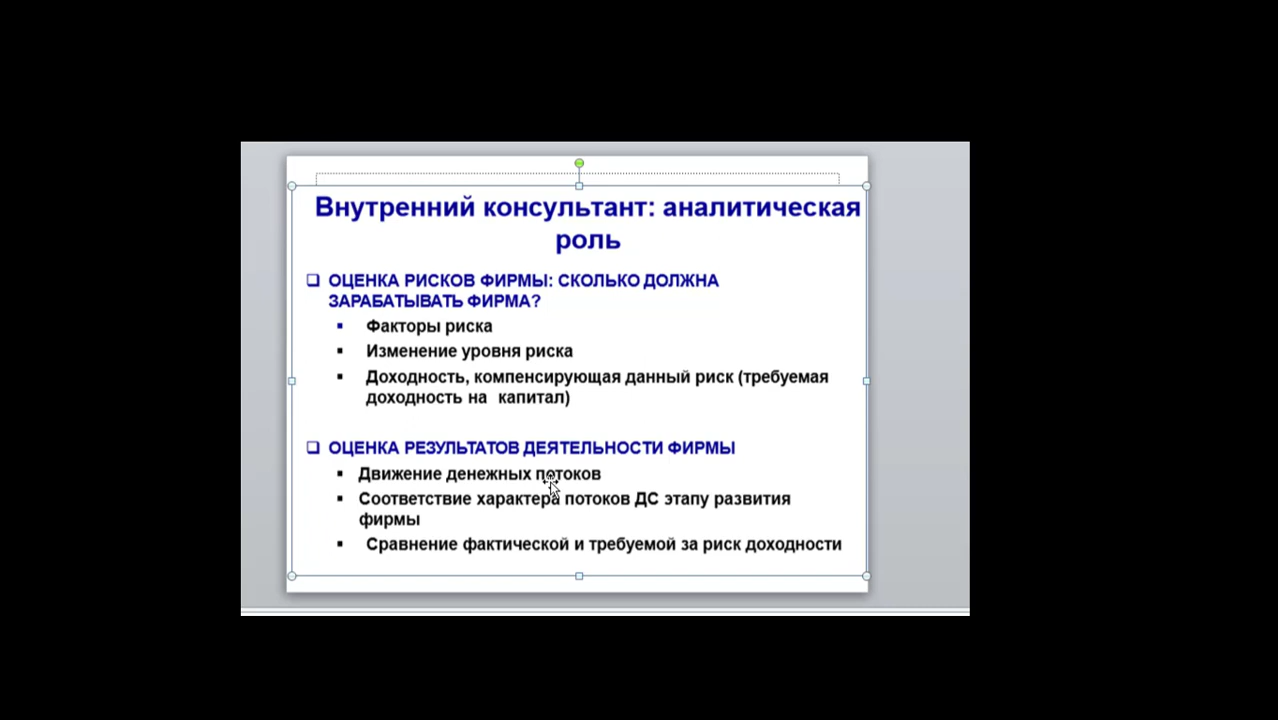 Внутренний консультант: аналитическая
роль
ОЦЕНКА РИСКОВ ФИРМЫ: СКОЛЬКО ДОЛЖНА
ЗАРАБАТЫВАТЬ ФИРМА?
Факторы риска
Изменение уровня риска
Доходность, компенсирующая данный риск (требуемая
доходность на капитал)
ОЦЕНКА РЕЗУЛЬТАТОВ ДЕЯТЕЛЬНОСТИ ФИРМЫ
Движение денежных потоков
Соответствие характера потоков ДС этапу развития
фирмы
Сравнение фактической и требуемой за риск доходности